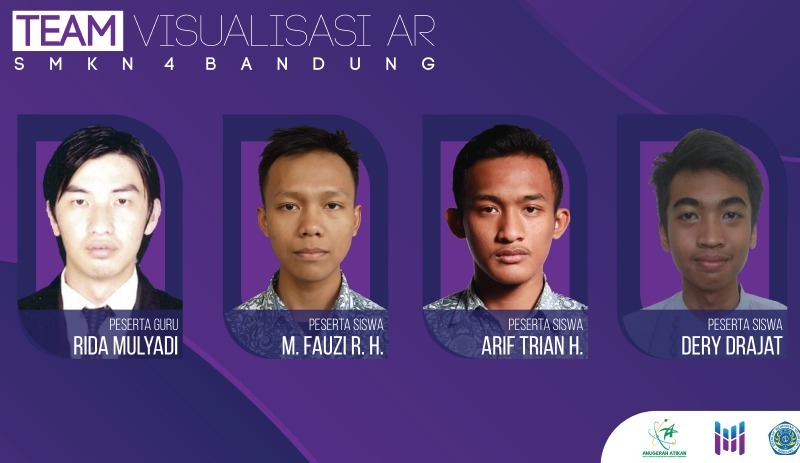 TEAM VISUALISASI AR
SMKN 4 BANDUNG
PESERTA GURU
RIDA MULYADI
PESERTA SISWA
M. FAUZI R. H.
PESERTA SISWA
ARIF TRIAN H.
PESERTA SISWA
DERY DRAJAT
ANUGERAH ATIKAN